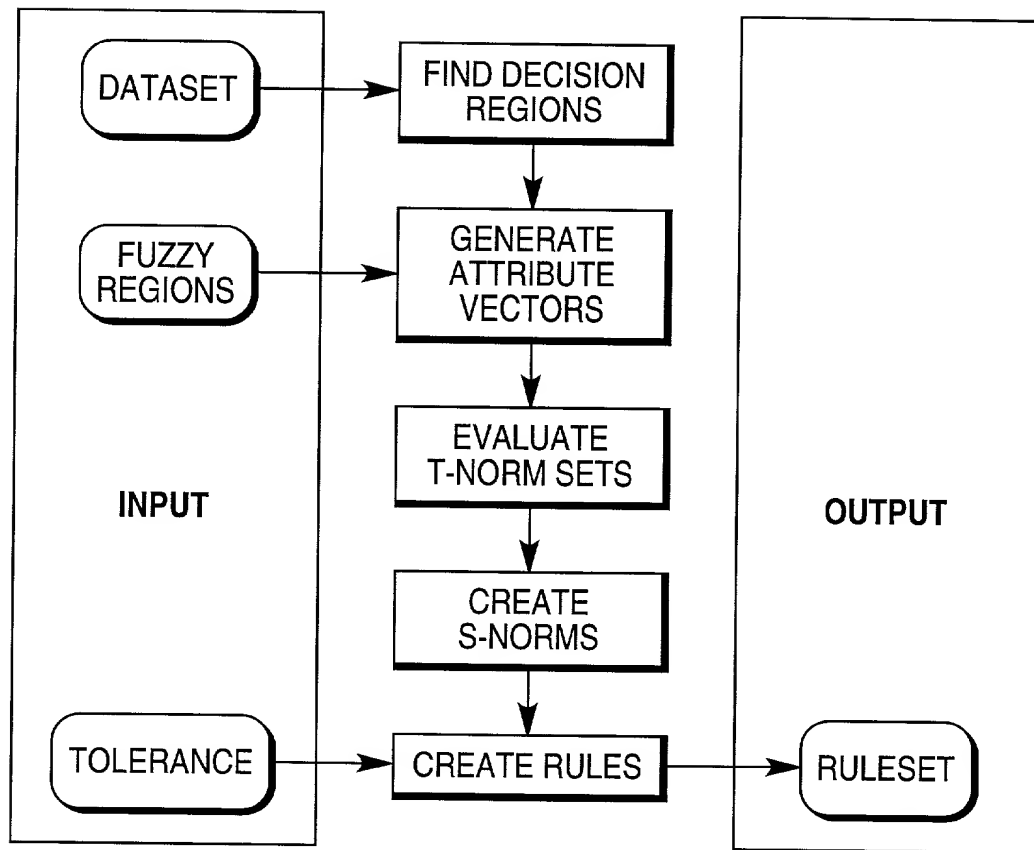 DATASET
FIND DECISION
REGIONS
FUZZY
REGIONS
GENERATE
ATTRIBUTE
VECTORS
EVALUATE
T-NORM SETS
INPUT
OUTPUT
CREATE
S-NORMS
TOLERANCE
CREATE RULES
RULESET